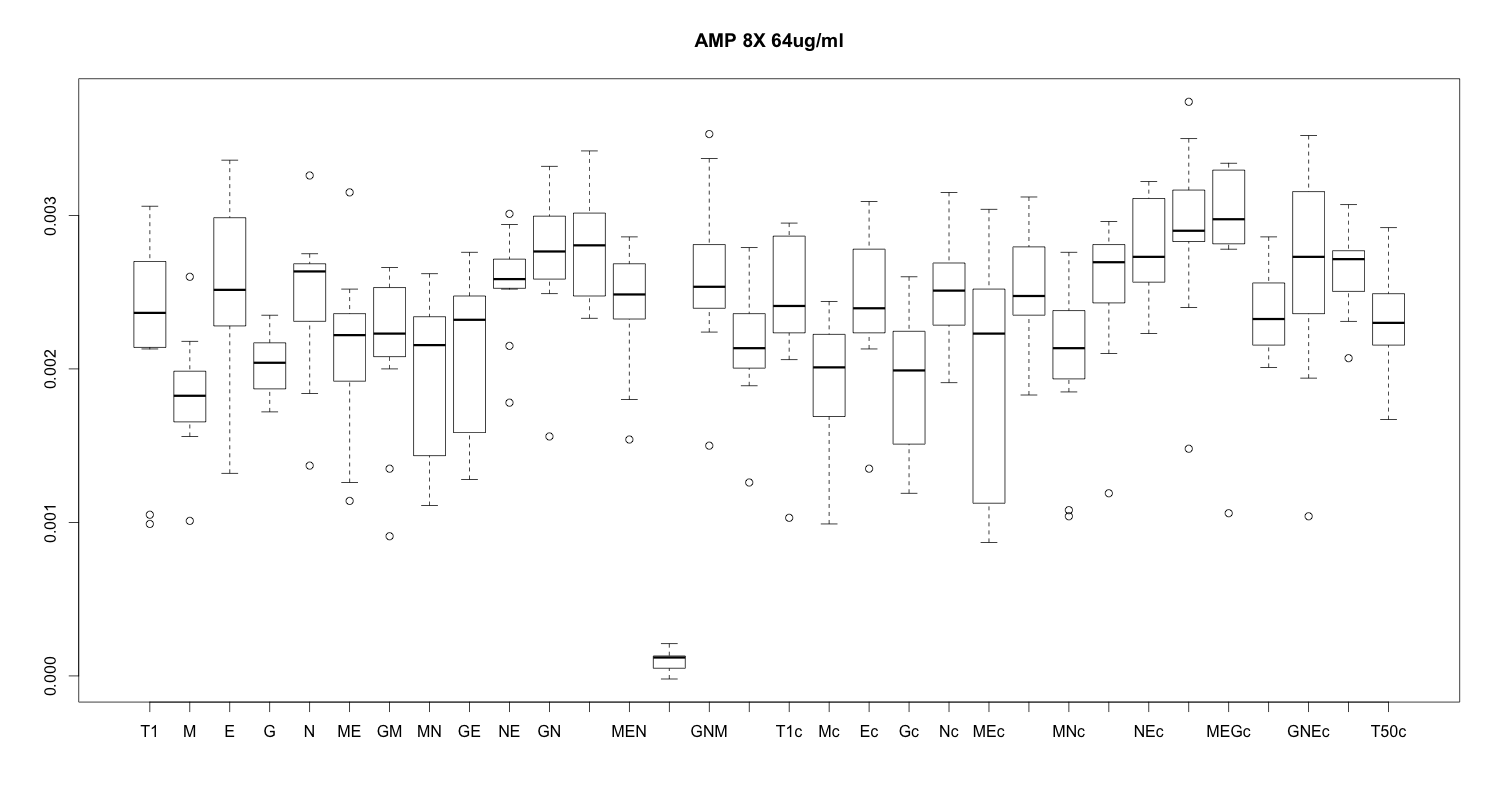 AMP 8X 64ug/ml
0.003
0.002
0.001
0.000
T1 M E G N ME GM MN GE NE GN MEN GNM T1c Mc Ec Gc Nc MEc MNc NEc MEGc GNEc T50c